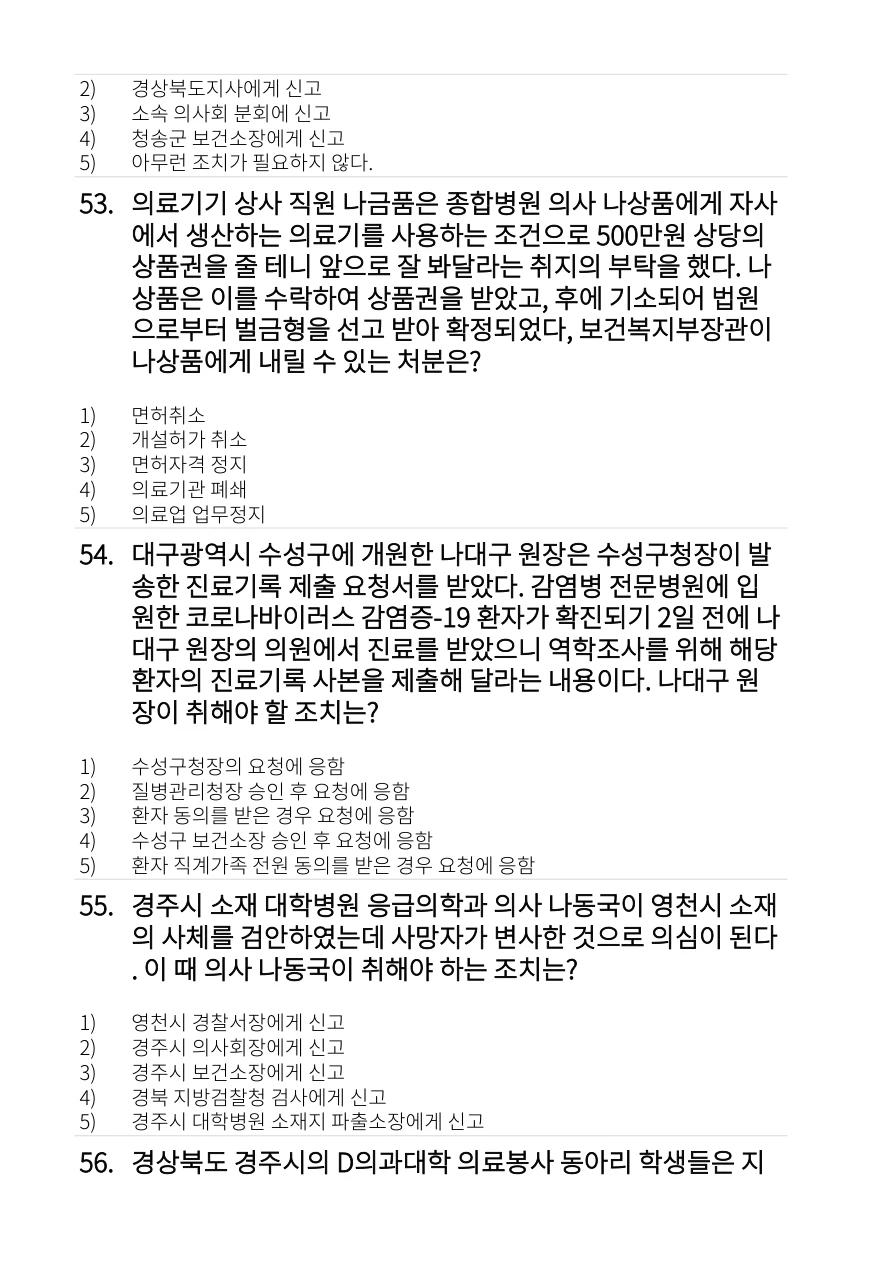 2) 경상북도지사에게 신고
3) 소속 의사회 분회에 신고
4) 청송군 보건소장에게 신고
5) 아무런 조치가 필요하지 않다.
53. 의료기기 상사 직원 나금품은 종합병원 의사 나상품에게 자사
에서 생산하는 의료기를 사용하는 조건으로 500만원 상당의
상품권을 줄 테니 앞으로 잘 봐달라는 취지의 부탁을 했다. 나
상품은 이를 수락하여 상품권을 받았고, 후에 기소되어 법원
으로부터 벌금형을 선고 받아 확정되었다, 보건복지부장관이
나상품에게 내릴 수 있는 처분은?
1) 면허취소
2) 개설허가 취소
3) 면허자격 정지
4) 의료기관 폐쇄
5) 의료업 업무정지
54. 대구광역시 수성구에 개원한 나대구 원장은 수성구청장이 발
송한 진료기록 제출 요청서를 받았다. 감염병 전문병원에 입
원한 코로나바이러스 감염증-19 환자가 확진되기 2일 전에 나
대구 원장의 의원에서 진료를 받았으니 역학조사를 위해 해당
환자의 진료기록 사본을 제출해 달라는 내용이다. 나대구 원
장이 취해야 할 조치는?
1) 수성구청장의 요청에 응함
2) 질병관리청장 승인 후 요청에 응함
3) 환자 동의를 받은 경우 요청에 응함
4) 수성구 보건소장 승인 후 요청에 응함
5) 환자 직계가족 전원 동의를 받은 경우 요청에 응함
55. 경주시 소재 대학병원 응급의학과 의사 나동국이 영천시 소재
의 사체를 검안하였는데 사망자가 변사한 것으로 의심이 된다
. 이 때 의사 나동국이 취해야 하는 조치는?
1) 영천시 경찰서장에게 신고
2) 경주시 의사회장에게 신고
3) 경주시 보건소장에게 신고
4) 경북 지방검찰청 검사에게 신고
5) 경주시 대학병원 소재지 파출소장에게 신고
56. 경상북도 경주시의 D의과대학 의료봉사 동아리 학생들은 지